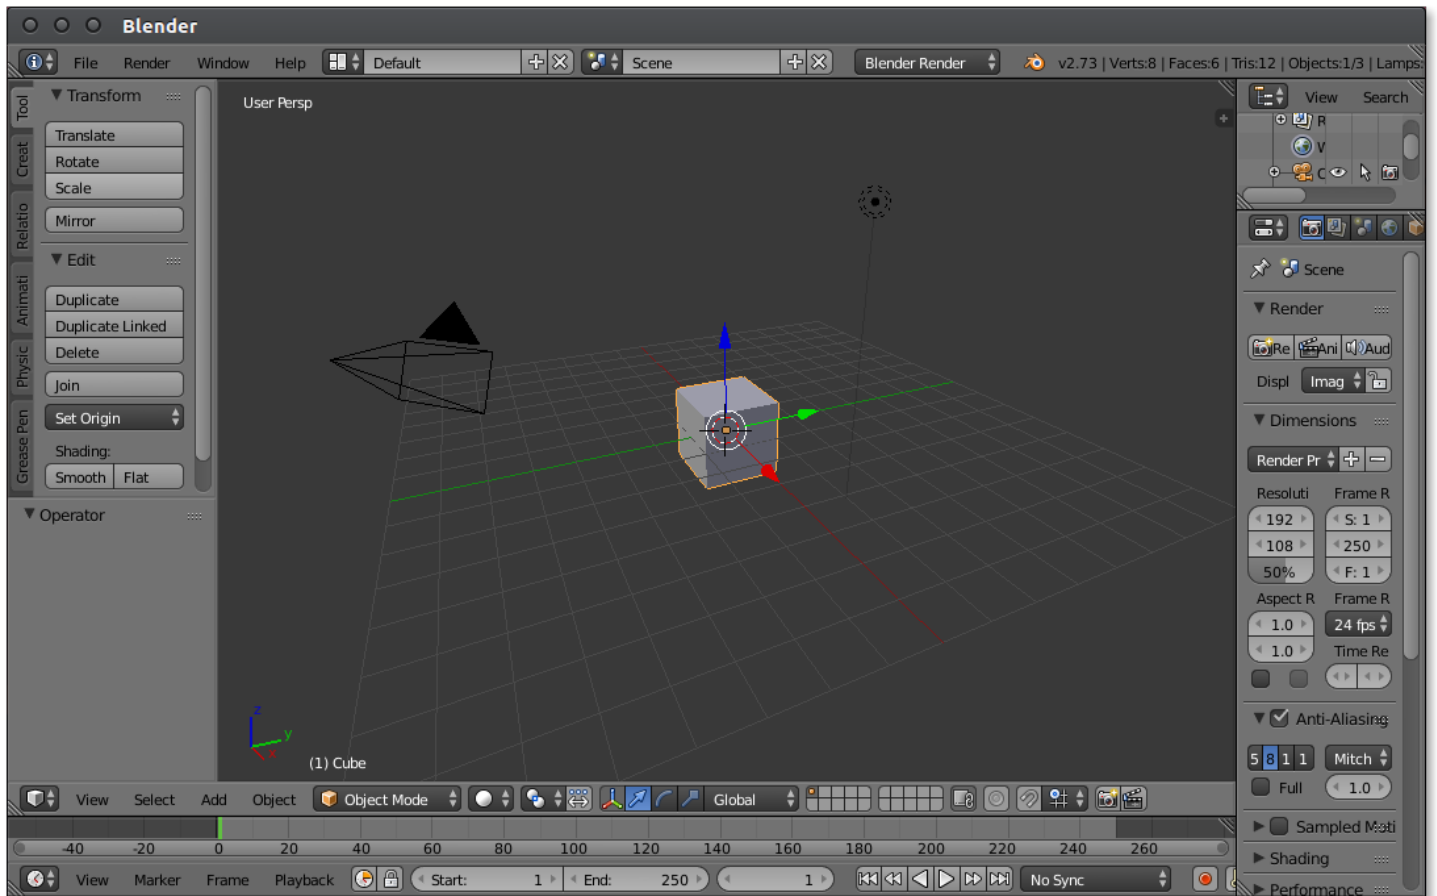 Blender
File Render Window Help Default Scene Blender Render v2.73 | Verts:8 | Faces:6 | Tris:12 | Objects:1/3 | Lamps:
Tool
Creat
Relatio
Animati
Physic
Grease Pen
Transform
Translate
Rotate
Scale
Mirror
Edit
Duplicate
Duplicate Linked
Delete
Join
Set Origin
Shading:
Smooth Flat
Operator
User Persp
z
y
x
(1) Cube
View Search
R
V
C
Scene
Render
Re Ani Aud
Displ Imag
Dimensions
Render Pr
Resoluti Frame R
192 S: 1
108 250
50% F: 1
Aspect R Frame R
1.0 24 fps
1.0 Time Re
Anti-Aliasing
5 8 1 1 Mitch
Full 1.0
Sampled Moti
Shading
Performance
View Select Add Object Object Mode Global
-40 -20 0 20 40 60 80 100 120 140 160 180 200 220 240 260
View Marker Frame Playback Start: 1 End: 250 1 No Sync